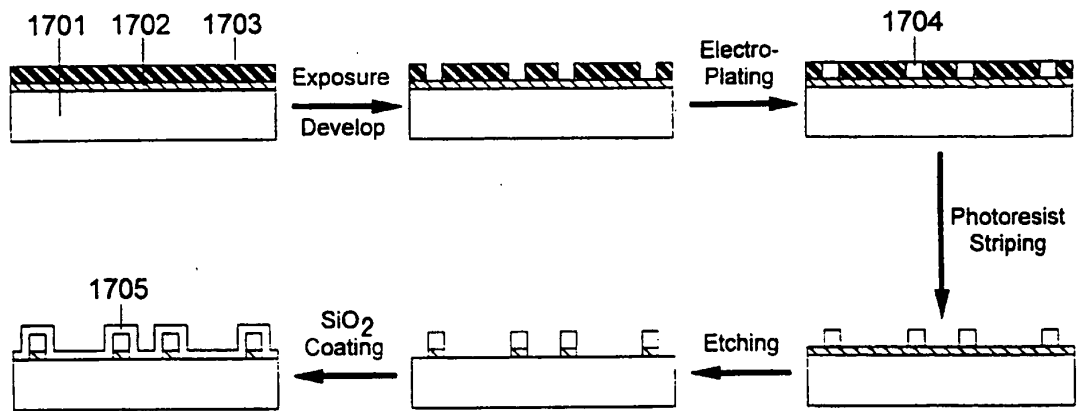 1701 1702 1703
Exposure
Develop
Electro-
Plating
1704
Photoresist
Striping
Etching
SiO2
Coating
1705